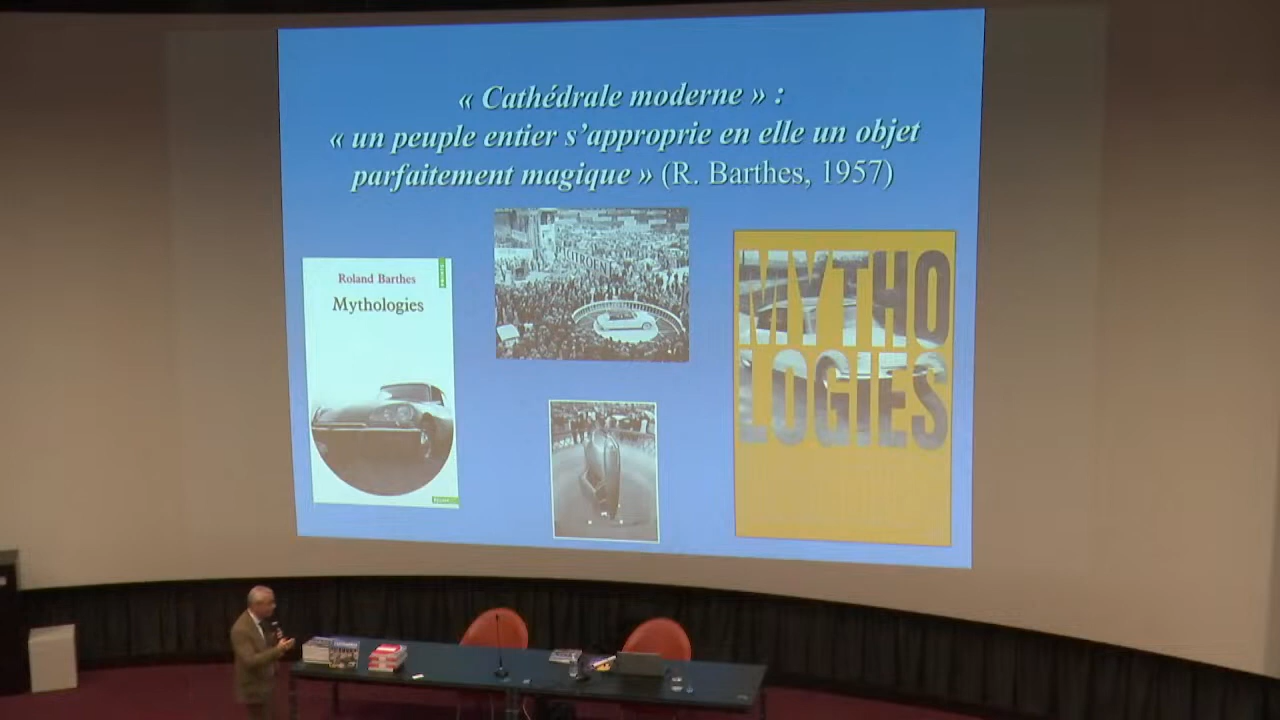 « Cathédrale moderne » :
« un peuple entier s’approprie en elle un objet
parfaitement magique » (R. Barthes, 1957)
Roland Barthes
Mythologies
CITROËN
MYTHO
LOGIES